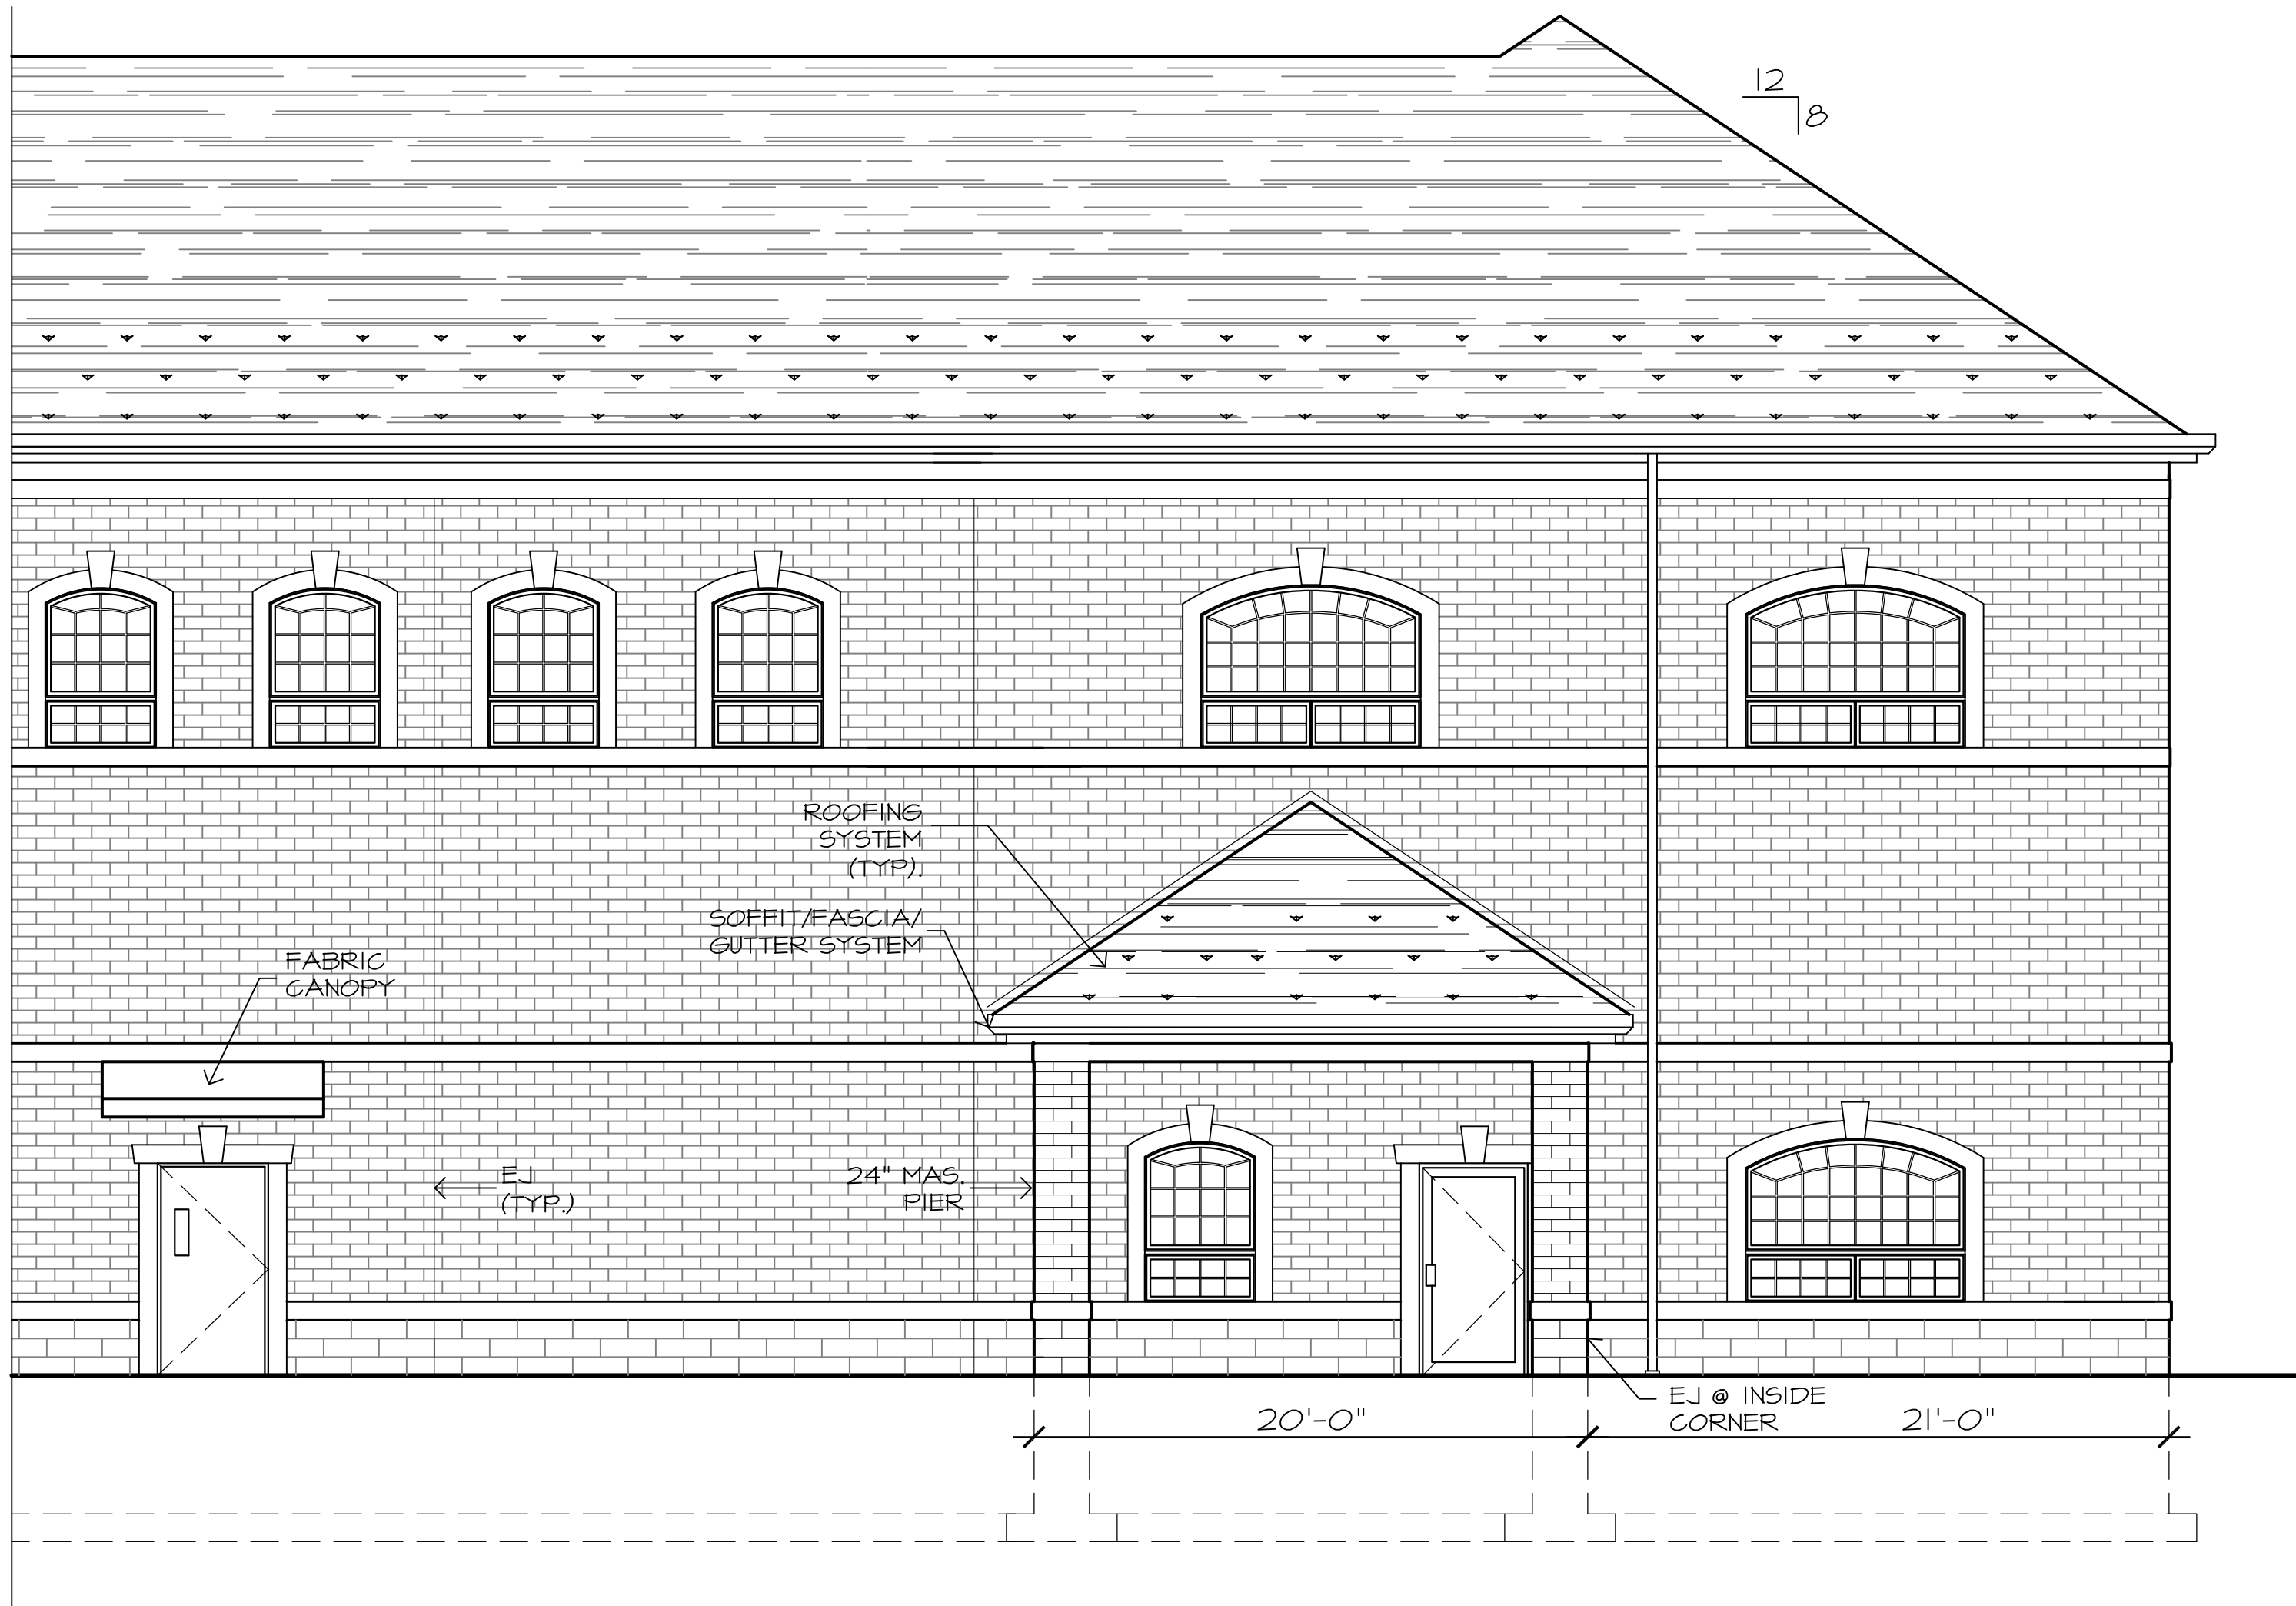 12
8
ROOFING
SYSTEM
(TYP).
SOFFIT/FASCIA/
GUTTER SYSTEM
FABRIC
CANOPY
EJ
(TYP.)
24" MAS.
PIER
EJ @ INSIDE
CORNER
20'-0"
21'-0"